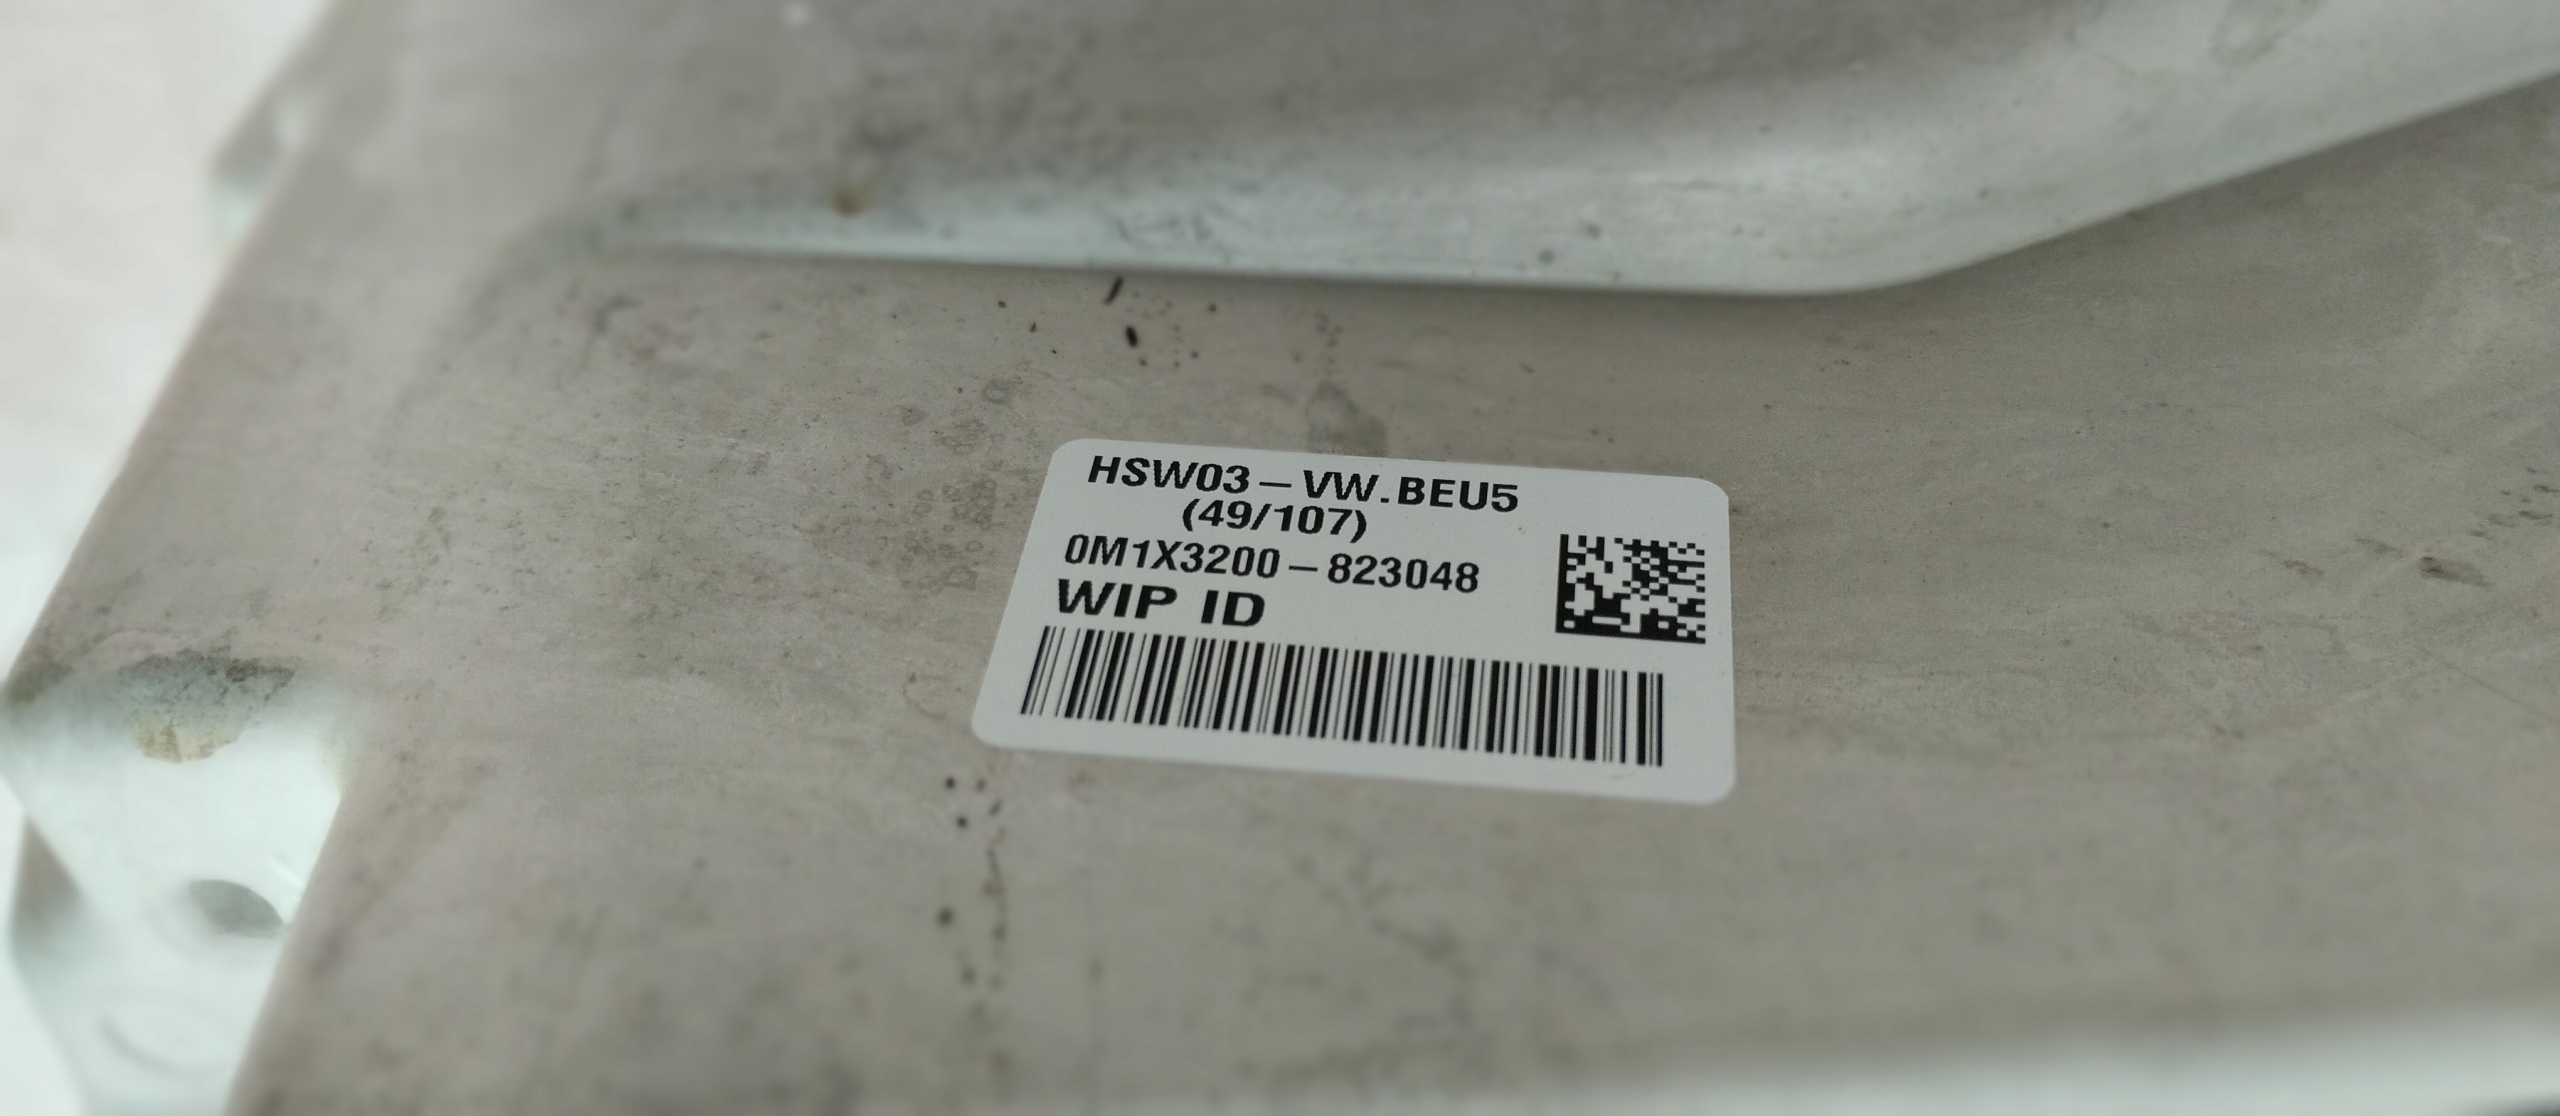 HSW03-VW.BEU5
(49/107)
0M1X3200-823048
WIP ID